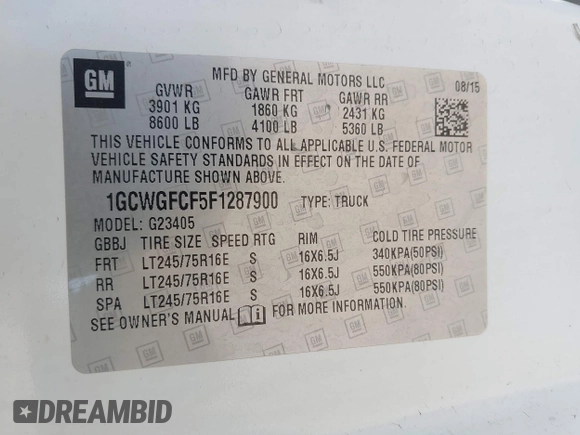 GM
MFD BY GENERAL MOTORS LLC
08/15
GVWR GAWR FRT GAWR RR
3901 KG 1860 KG 2431 KG
8600 LB 4100 LB 5360 LB
THIS VEHICLE CONFORMS TO ALL APPLICABLE U.S. FEDERAL MOTOR
VEHICLE SAFETY STANDARDS IN EFFECT ON THE DATE OF
MANUFACTURE SHOWN ABOVE.
1GCWGFCF5F1287900 TYPE: TRUCK
MODEL: G23405
GBBJ TIRE SIZE SPEED RTG RIM COLD TIRE PRESSURE
FRT LT245/75R16E S 16X6.5J 340KPA(50PSI)
RR LT245/75R16E S 16X6.5J 550KPA(80PSI)
SPA LT245/75R16E S 16X6.5J 550KPA(80PSI)
SEE OWNER'S MANUAL FOR MORE INFORMATION.
DREAMBID